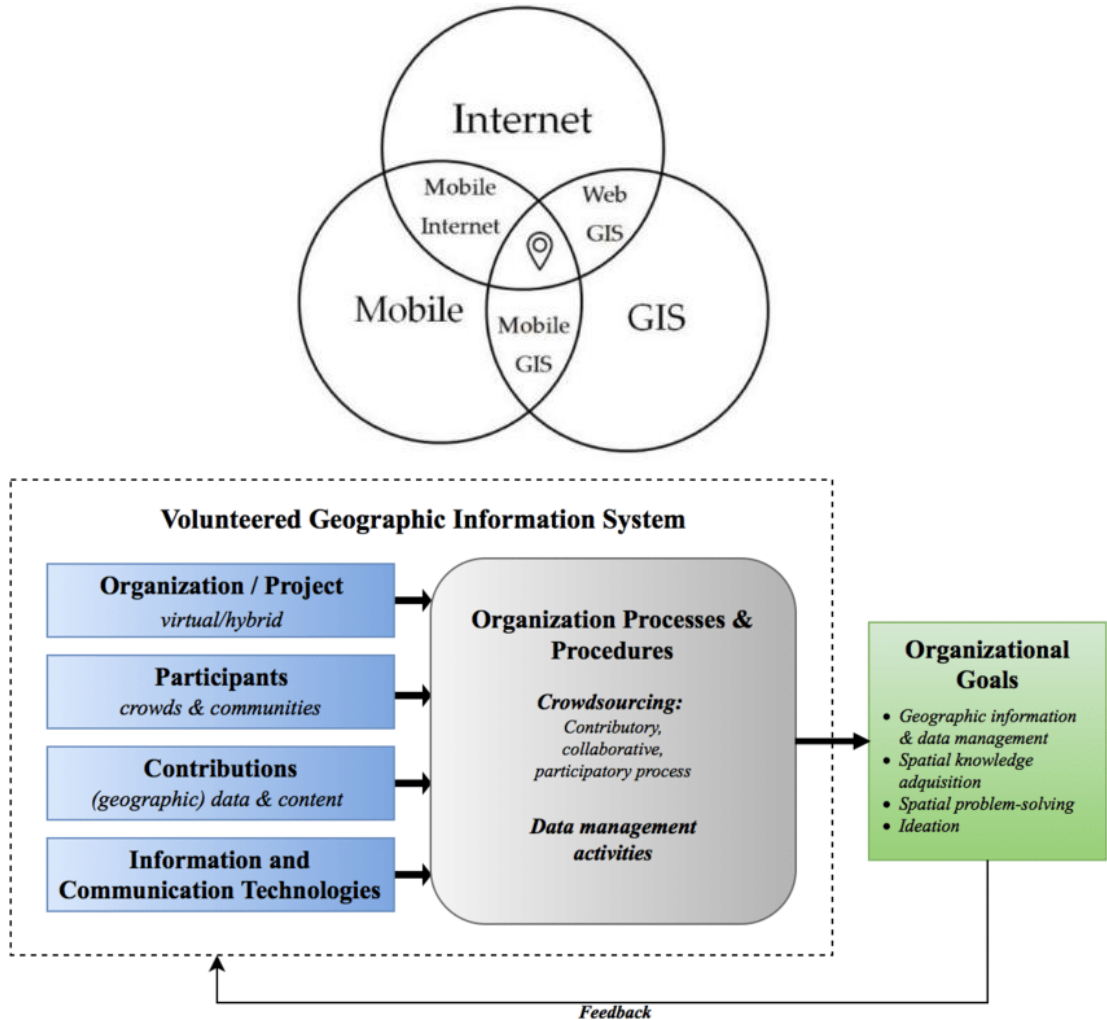 Internet
Mobile
Internet
Web
GIS
Mobile
GIS
Mobile
GIS
Volunteered Geographic Information System
Organization / Project
virtual/hybrid
Participants
crowds & communities
Contributions
(geographic) data & content
Information and
Communication Technologies
Organization Processes &
Procedures
Crowdsourcing:
Contributory,
collaborative,
participatory process
Data management
activities
Organizational
Goals
• Geographic information
& data management
• Spatial knowledge
adquisition
• Spatial problem-solving
• Ideation
Feedback